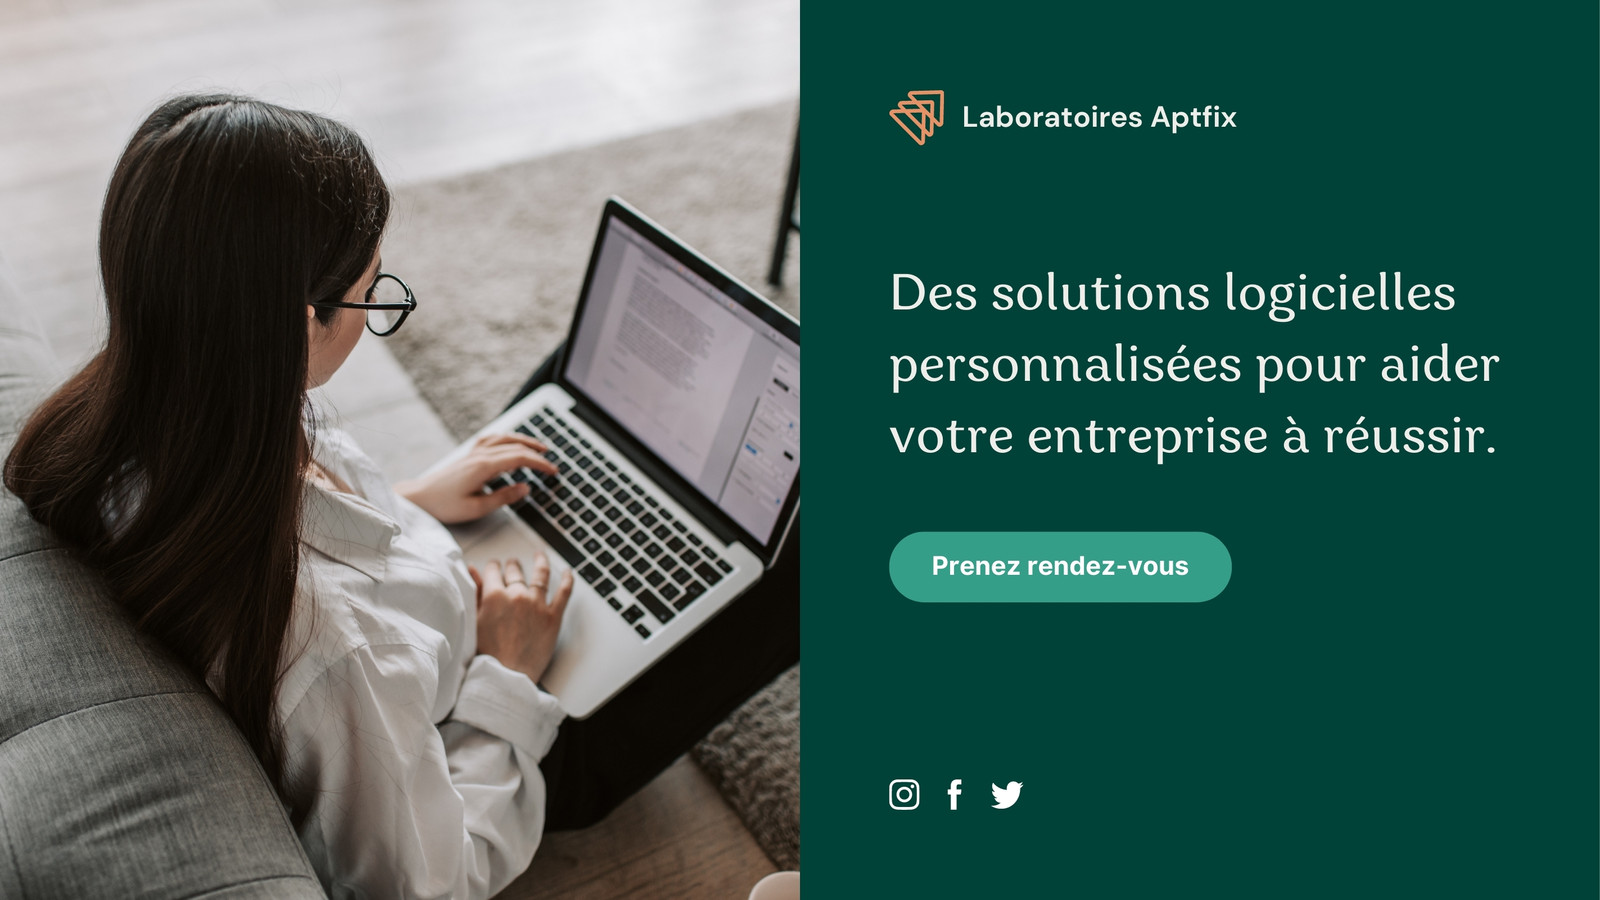 Laboratoires Aptfix
Des solutions logicielles
personnalisées pour aider
votre entreprise à réussir.
Prenez rendez-vous